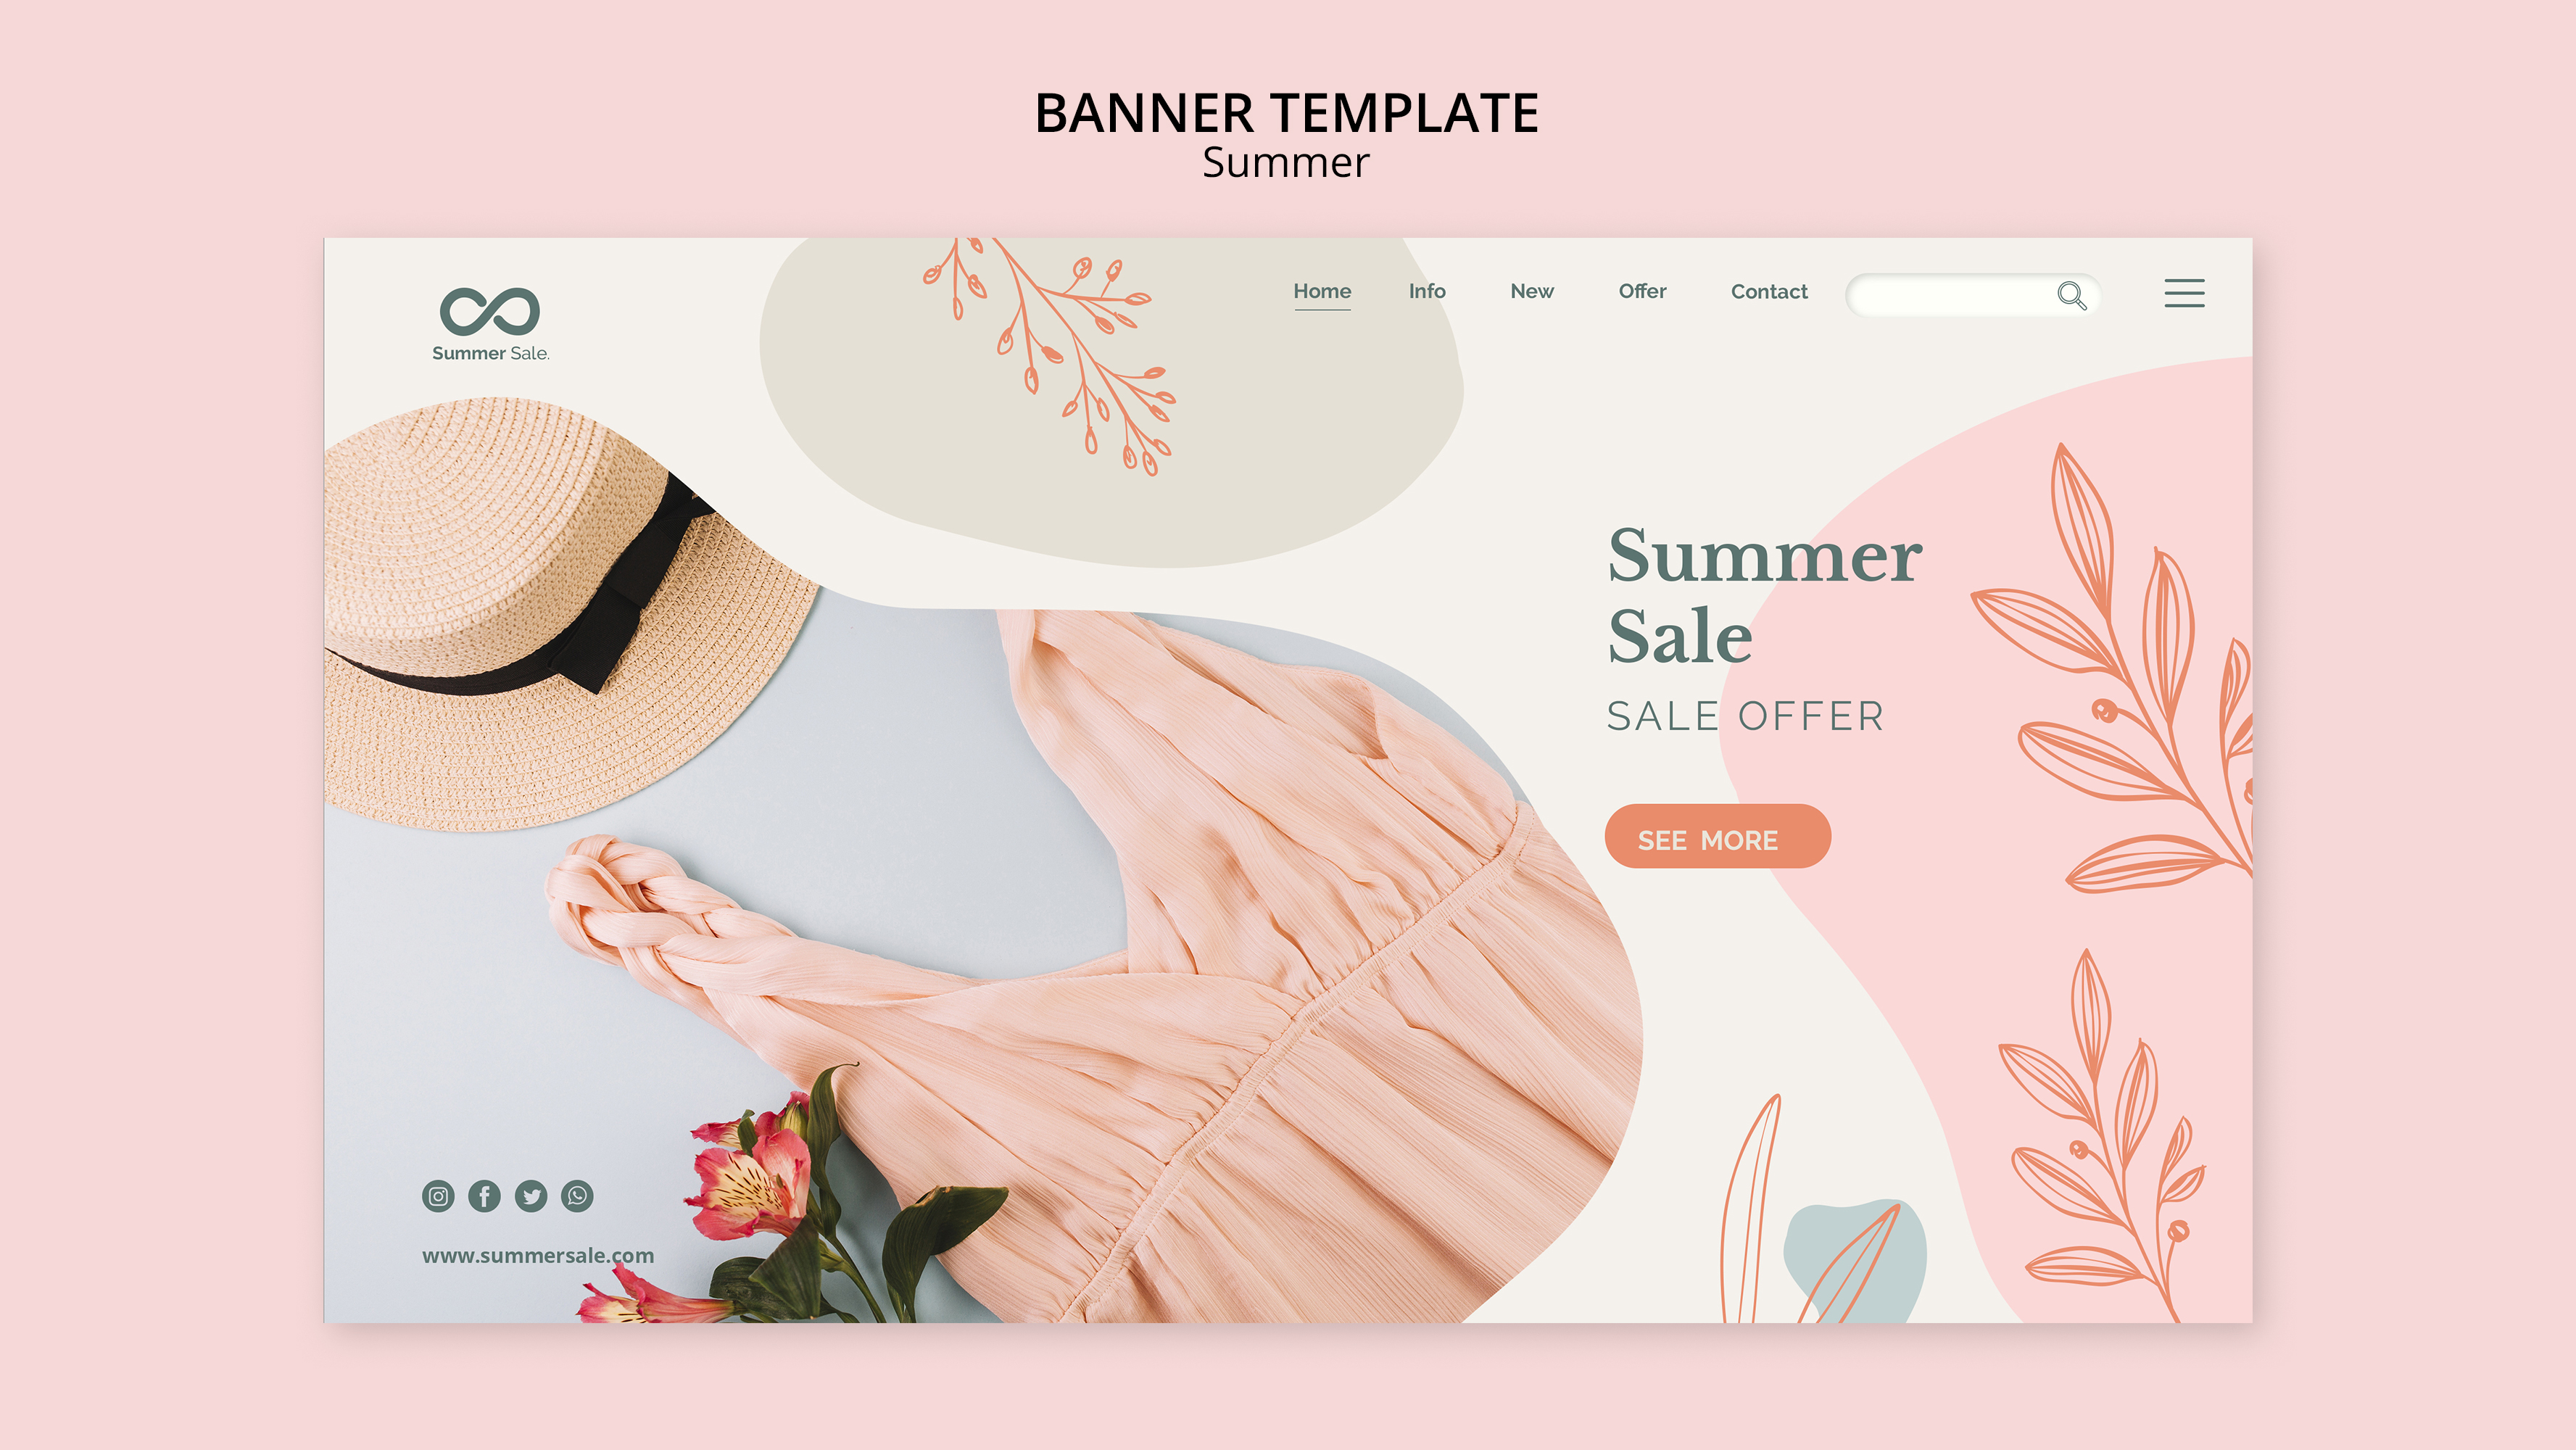 BANNER TEMPLATE
Summer
Summer Sale.
Home Info New Offer Contact
Summer
Sale
SALE OFFER
SEE MORE
www.summersale.com